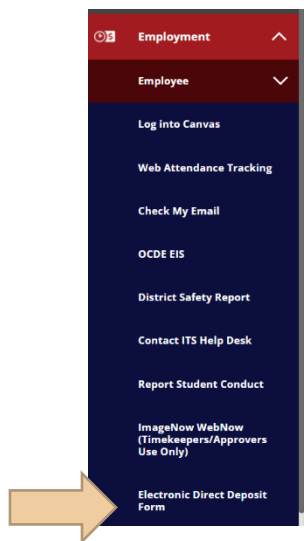 Employment
Employee
Log into Canvas
Web Attendance Tracking
Check My Email
OCDE EIS
District Safety Report
Contact ITS Help Desk
Report Student Conduct
ImageNow WebNow
(Timekeepers/Approvers
Use Only)
Electronic Direct Deposit
Form